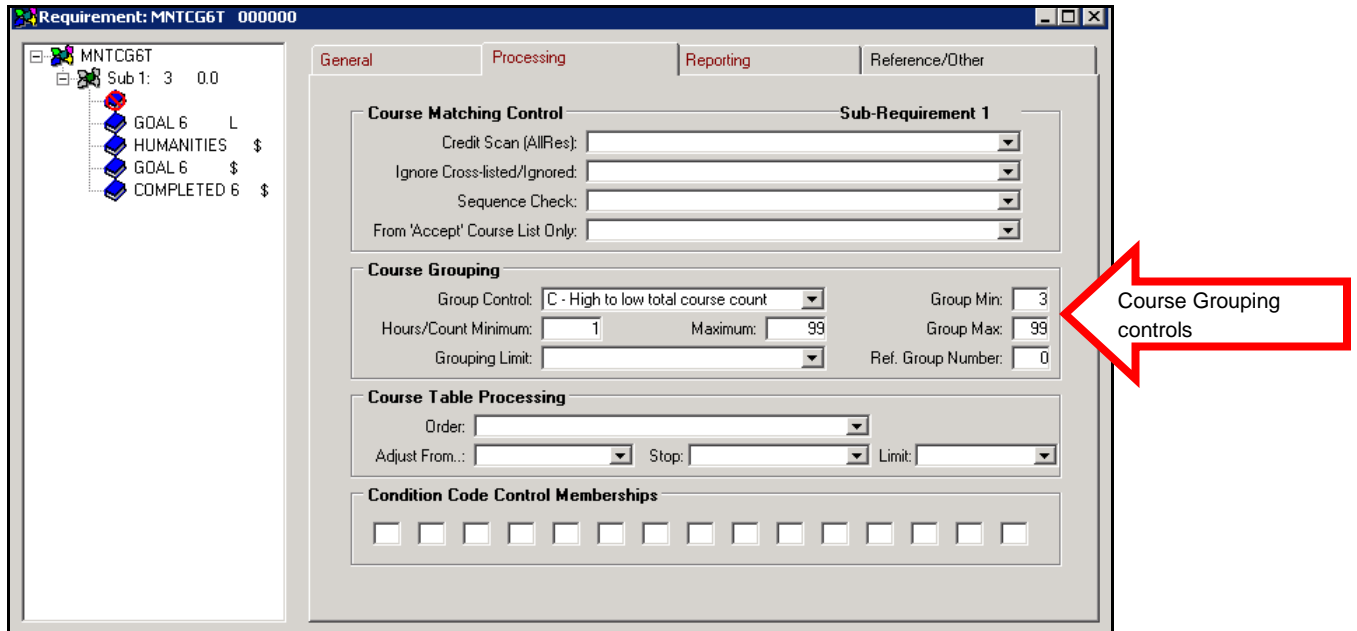 Requirement: MNTCG6T 000000
MNTCG6T
Sub 1: 3 0.0
GOAL 6 L
HUMANITIES $
GOAL 6 $
COMPLETED 6 $
General Processing Reporting Reference/Other
Course Matching Control Sub-Requirement 1
Credit Scan (AllRes):
Ignore Cross-listed/Ignored:
Sequence Check:
From 'Accept' Course List Only:
Course Grouping
Group Control: C - High to low total course count Group Min: 3
Hours/Count Minimum: 1 Maximum: 99 Group Max: 99
Grouping Limit: Ref. Group Number: 0
Course Table Processing
Order:
Adjust From..: Stop: Limit:
Condition Code Control Memberships
Course Grouping
controls